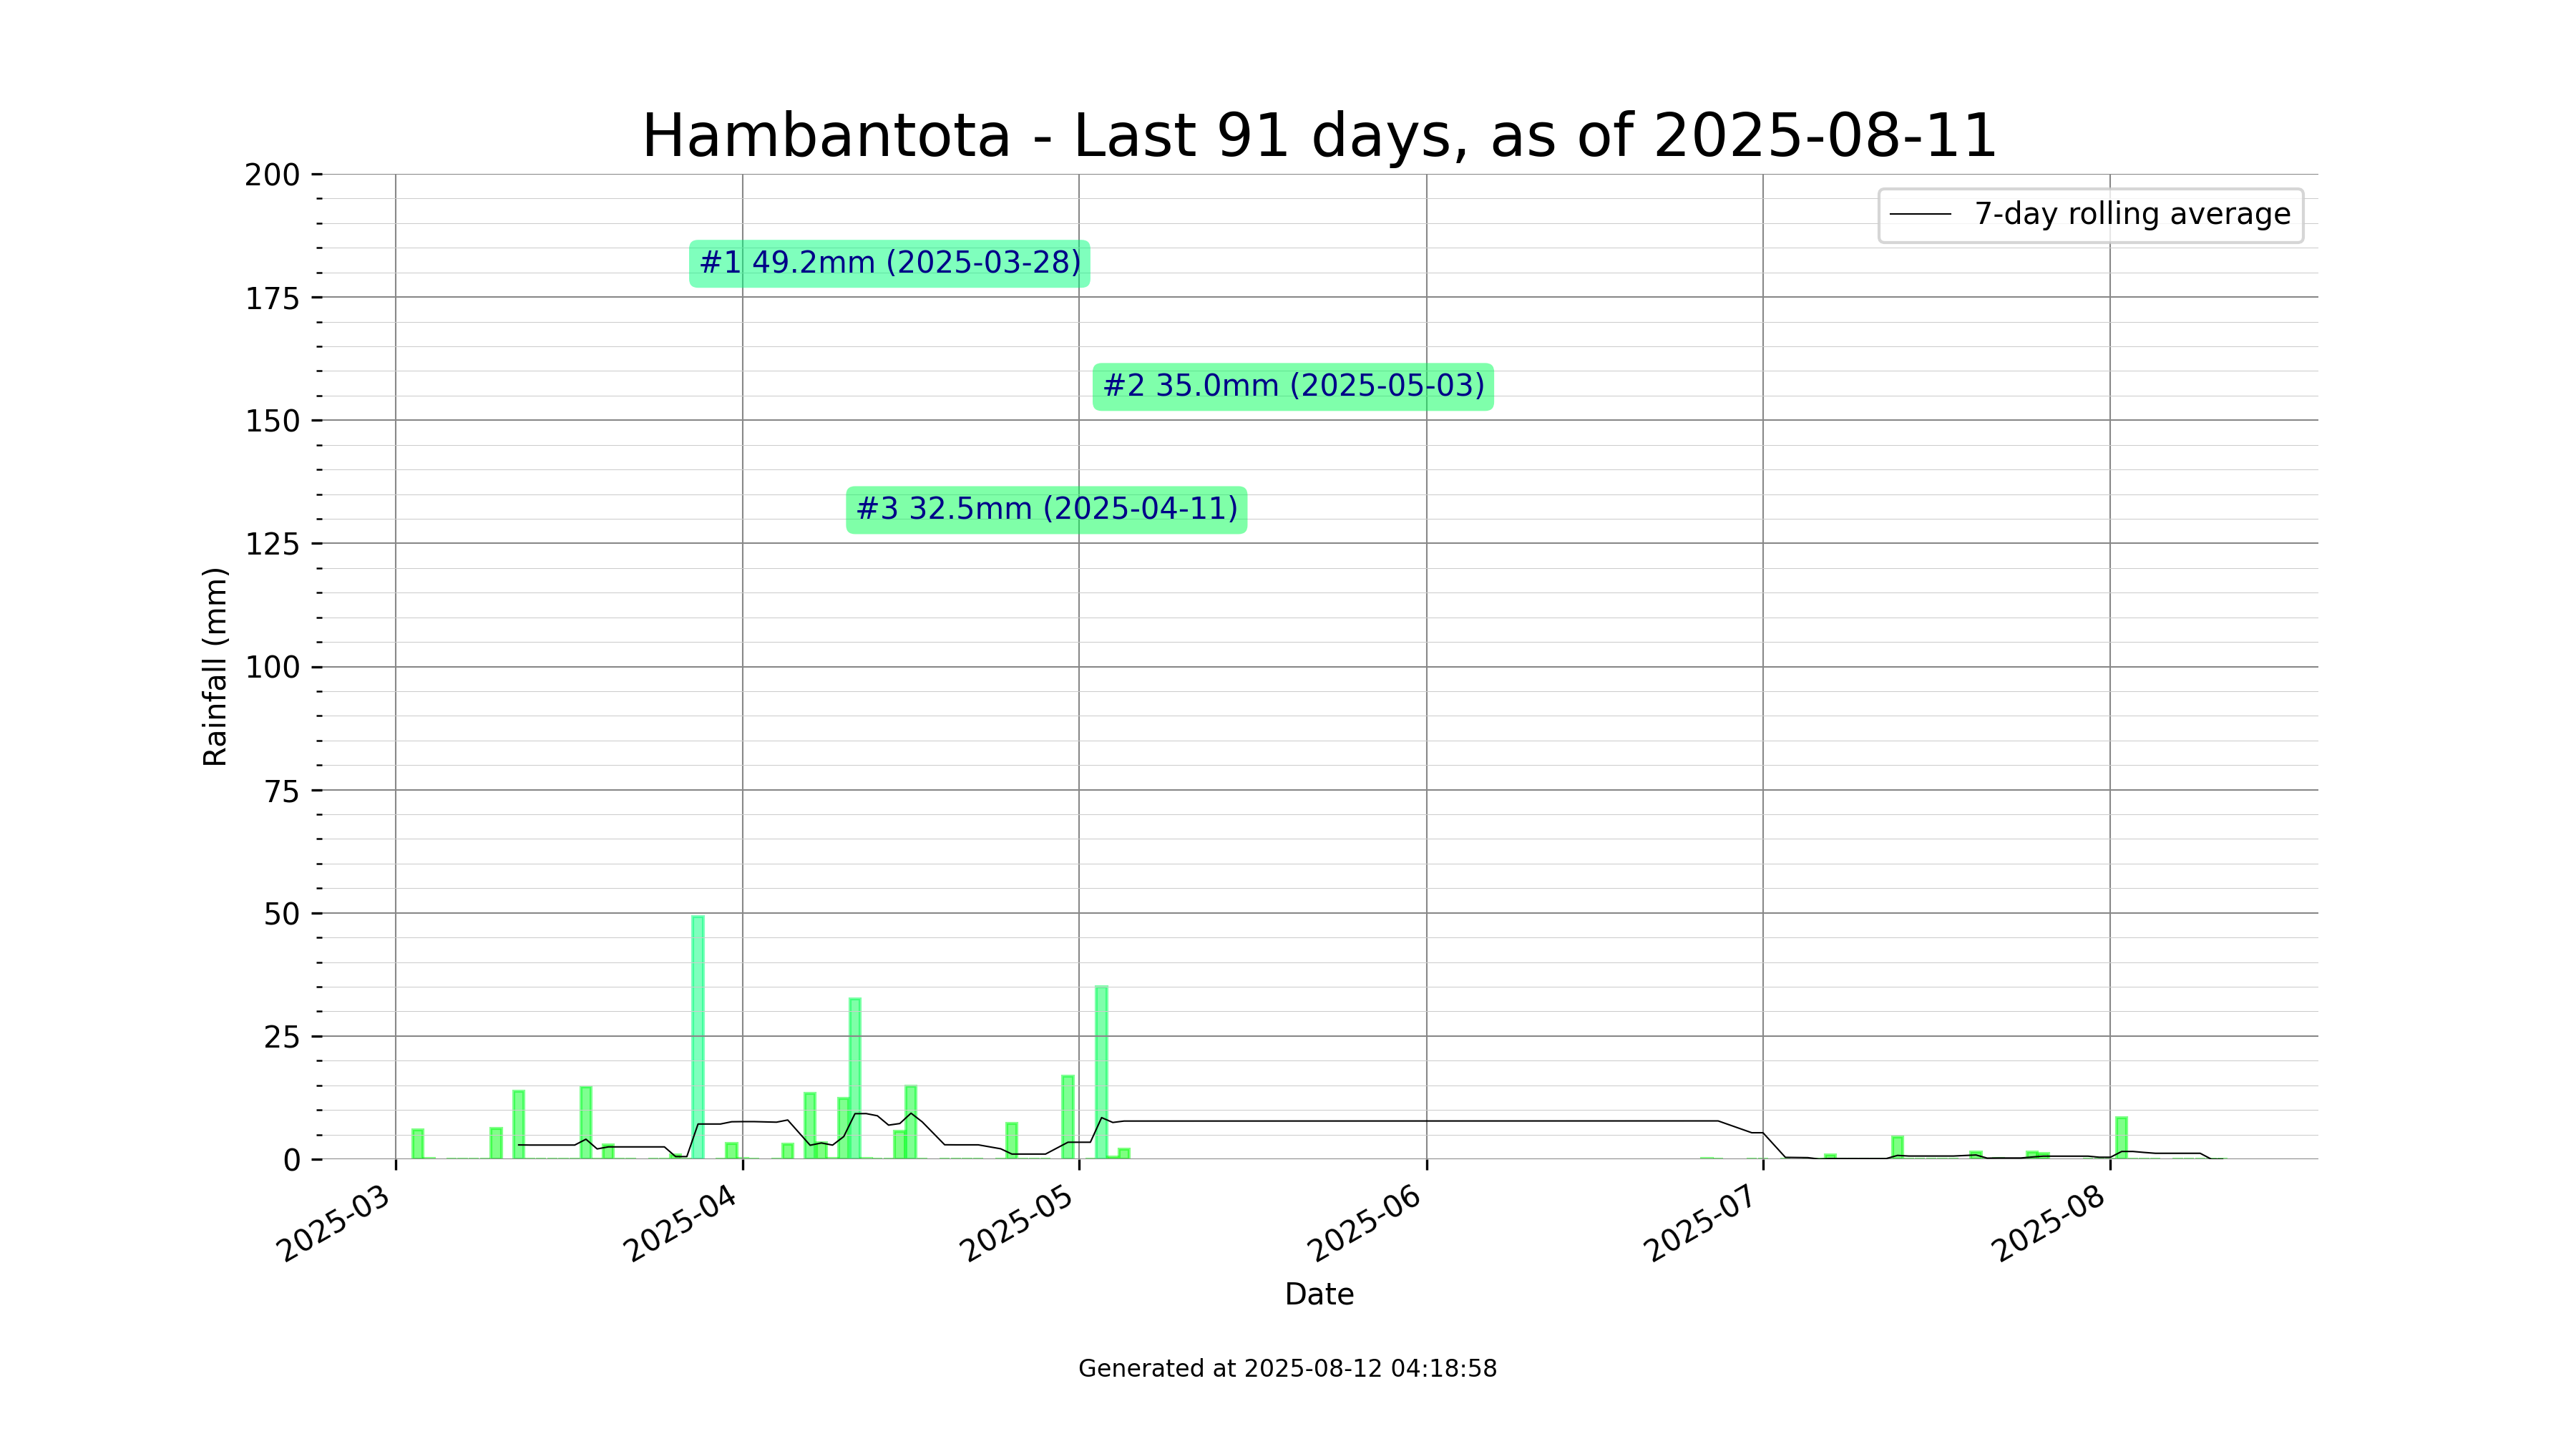 Hambantota - Last 91 days, as of 2025-08-11
7-day rolling average
#1 49.2mm (2025-03-28)
#2 35.0mm (2025-05-03)
#3 32.5mm (2025-04-11)
Rainfall (mm)
200
175
150
125
100
75
50
25
0
2025-03
2025-04
2025-05
2025-06
2025-07
2025-08
Date
Generated at 2025-08-12 04:18:58